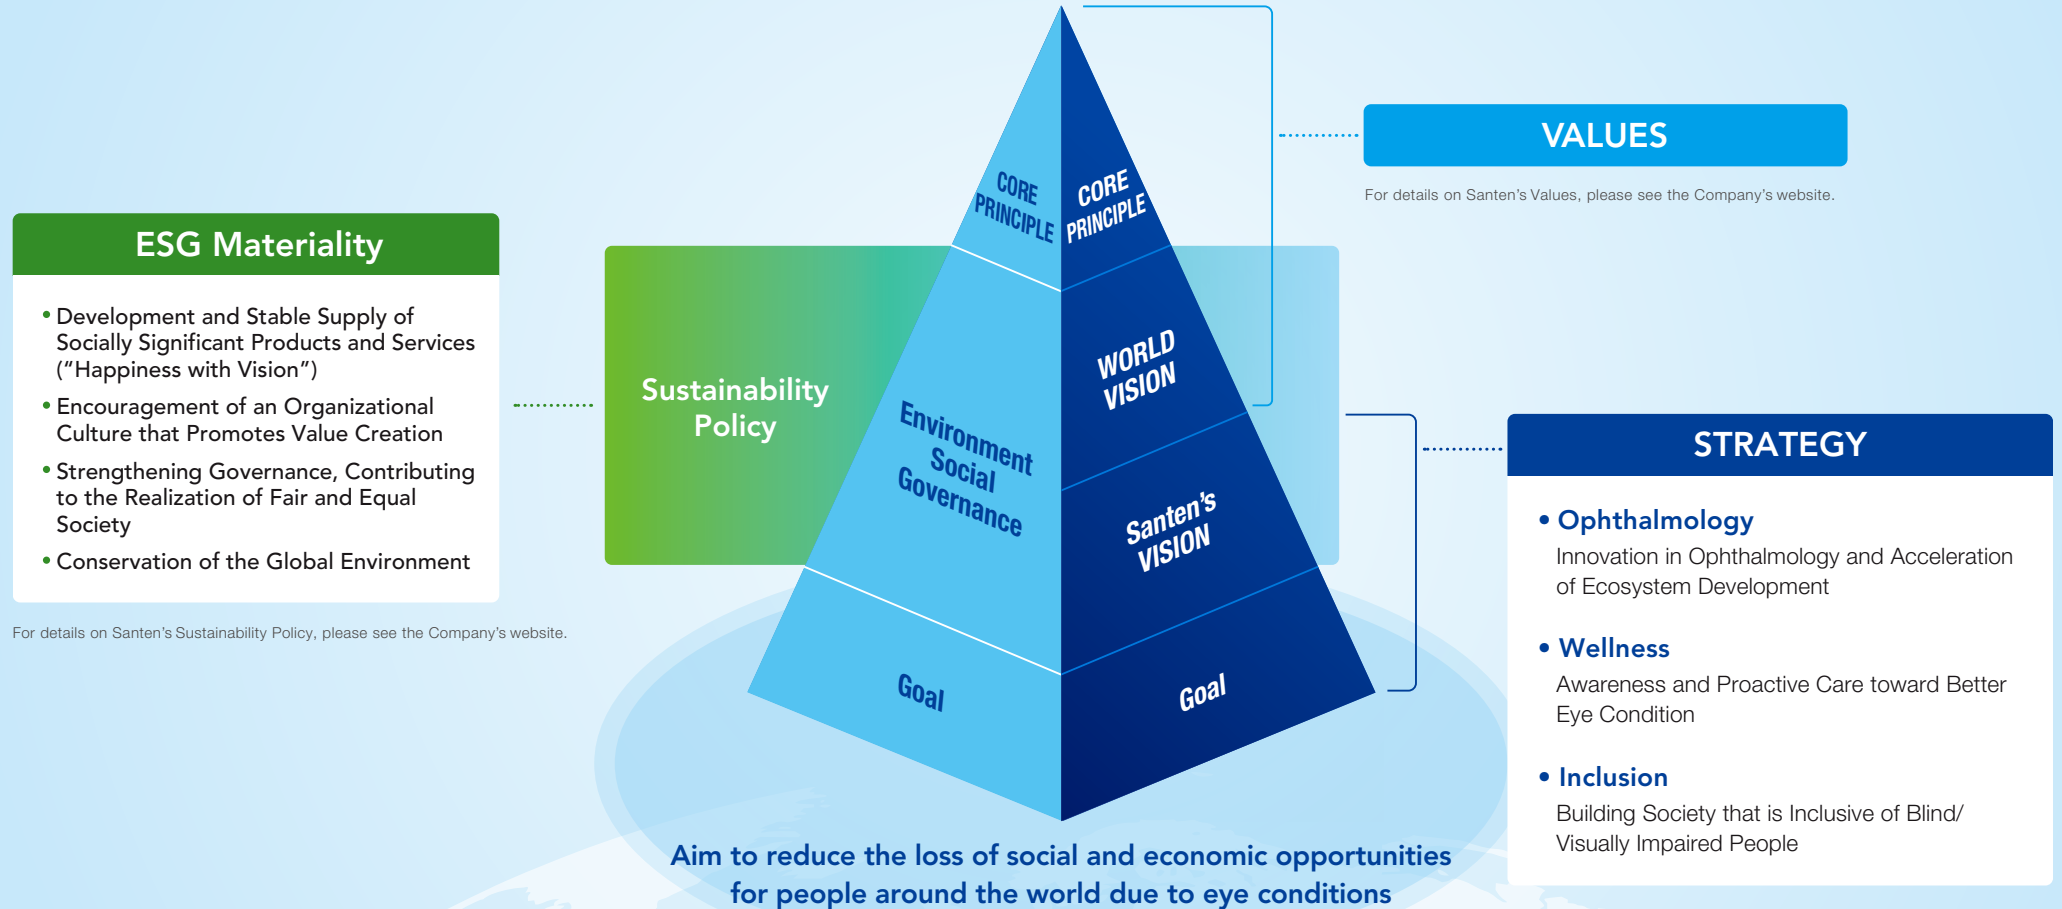 ESG Materiality
• Development and Stable Supply of
Socially Significant Products and Services
(“Happiness with Vision”)
• Encouragement of an Organizational
Culture that Promotes Value Creation
• Strengthening Governance, Contributing
to the Realization of Fair and Equal
Society
• Conservation of the Global Environment
For details on Santen’s Sustainability Policy, please see the Company’s website.
Sustainability
Policy
CORE
PRINCIPLE
Environment
Social
Governance
Goal
CORE
PRINCIPLE
WORLD
VISION
Santen’s
VISION
Goal
VALUES
For details on Santen’s Values, please see the Company’s website.
STRATEGY
• Ophthalmology
Innovation in Ophthalmology and Acceleration
of Ecosystem Development
• Wellness
Awareness and Proactive Care toward Better
Eye Condition
• Inclusion
Building Society that is Inclusive of Blind/
Visually Impaired People
Aim to reduce the loss of social and economic opportunities
for people around the world due to eye conditions